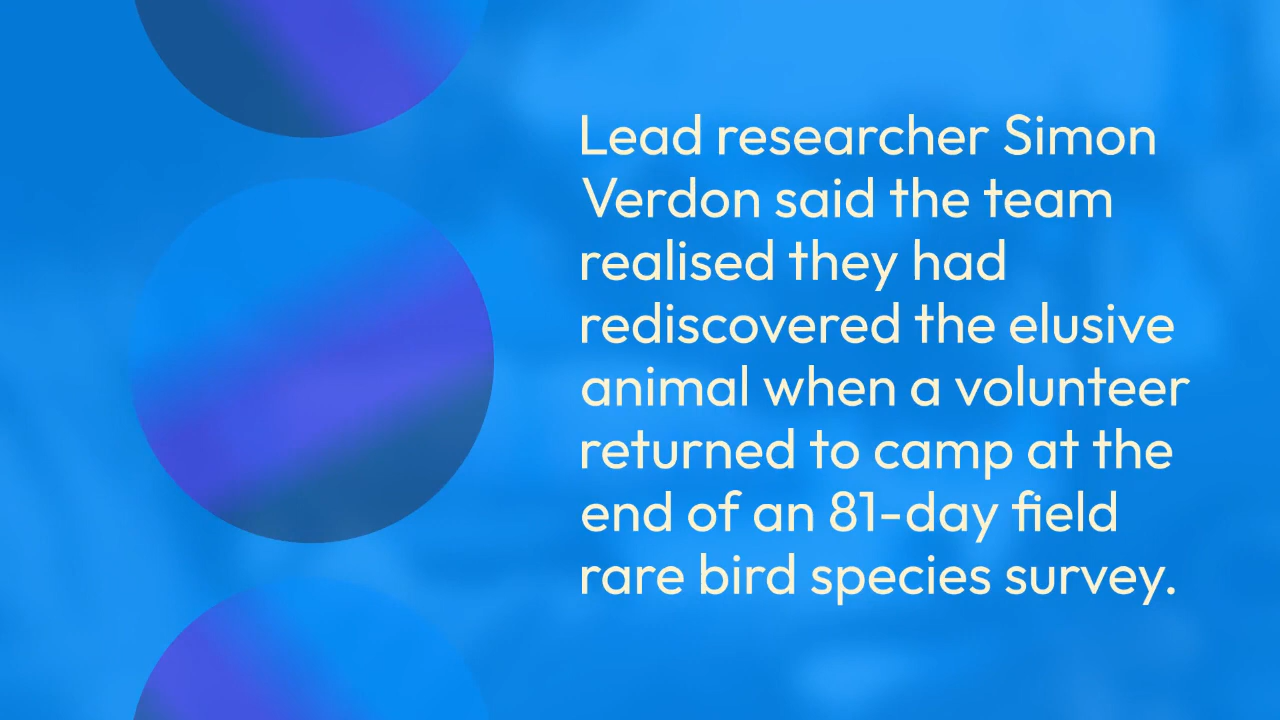 Lead researcher Simon
Verdon said the team
realised they had
rediscovered the elusive
animal when a volunteer
returned to camp at the
end of an 81-day field
rare bird species survey.